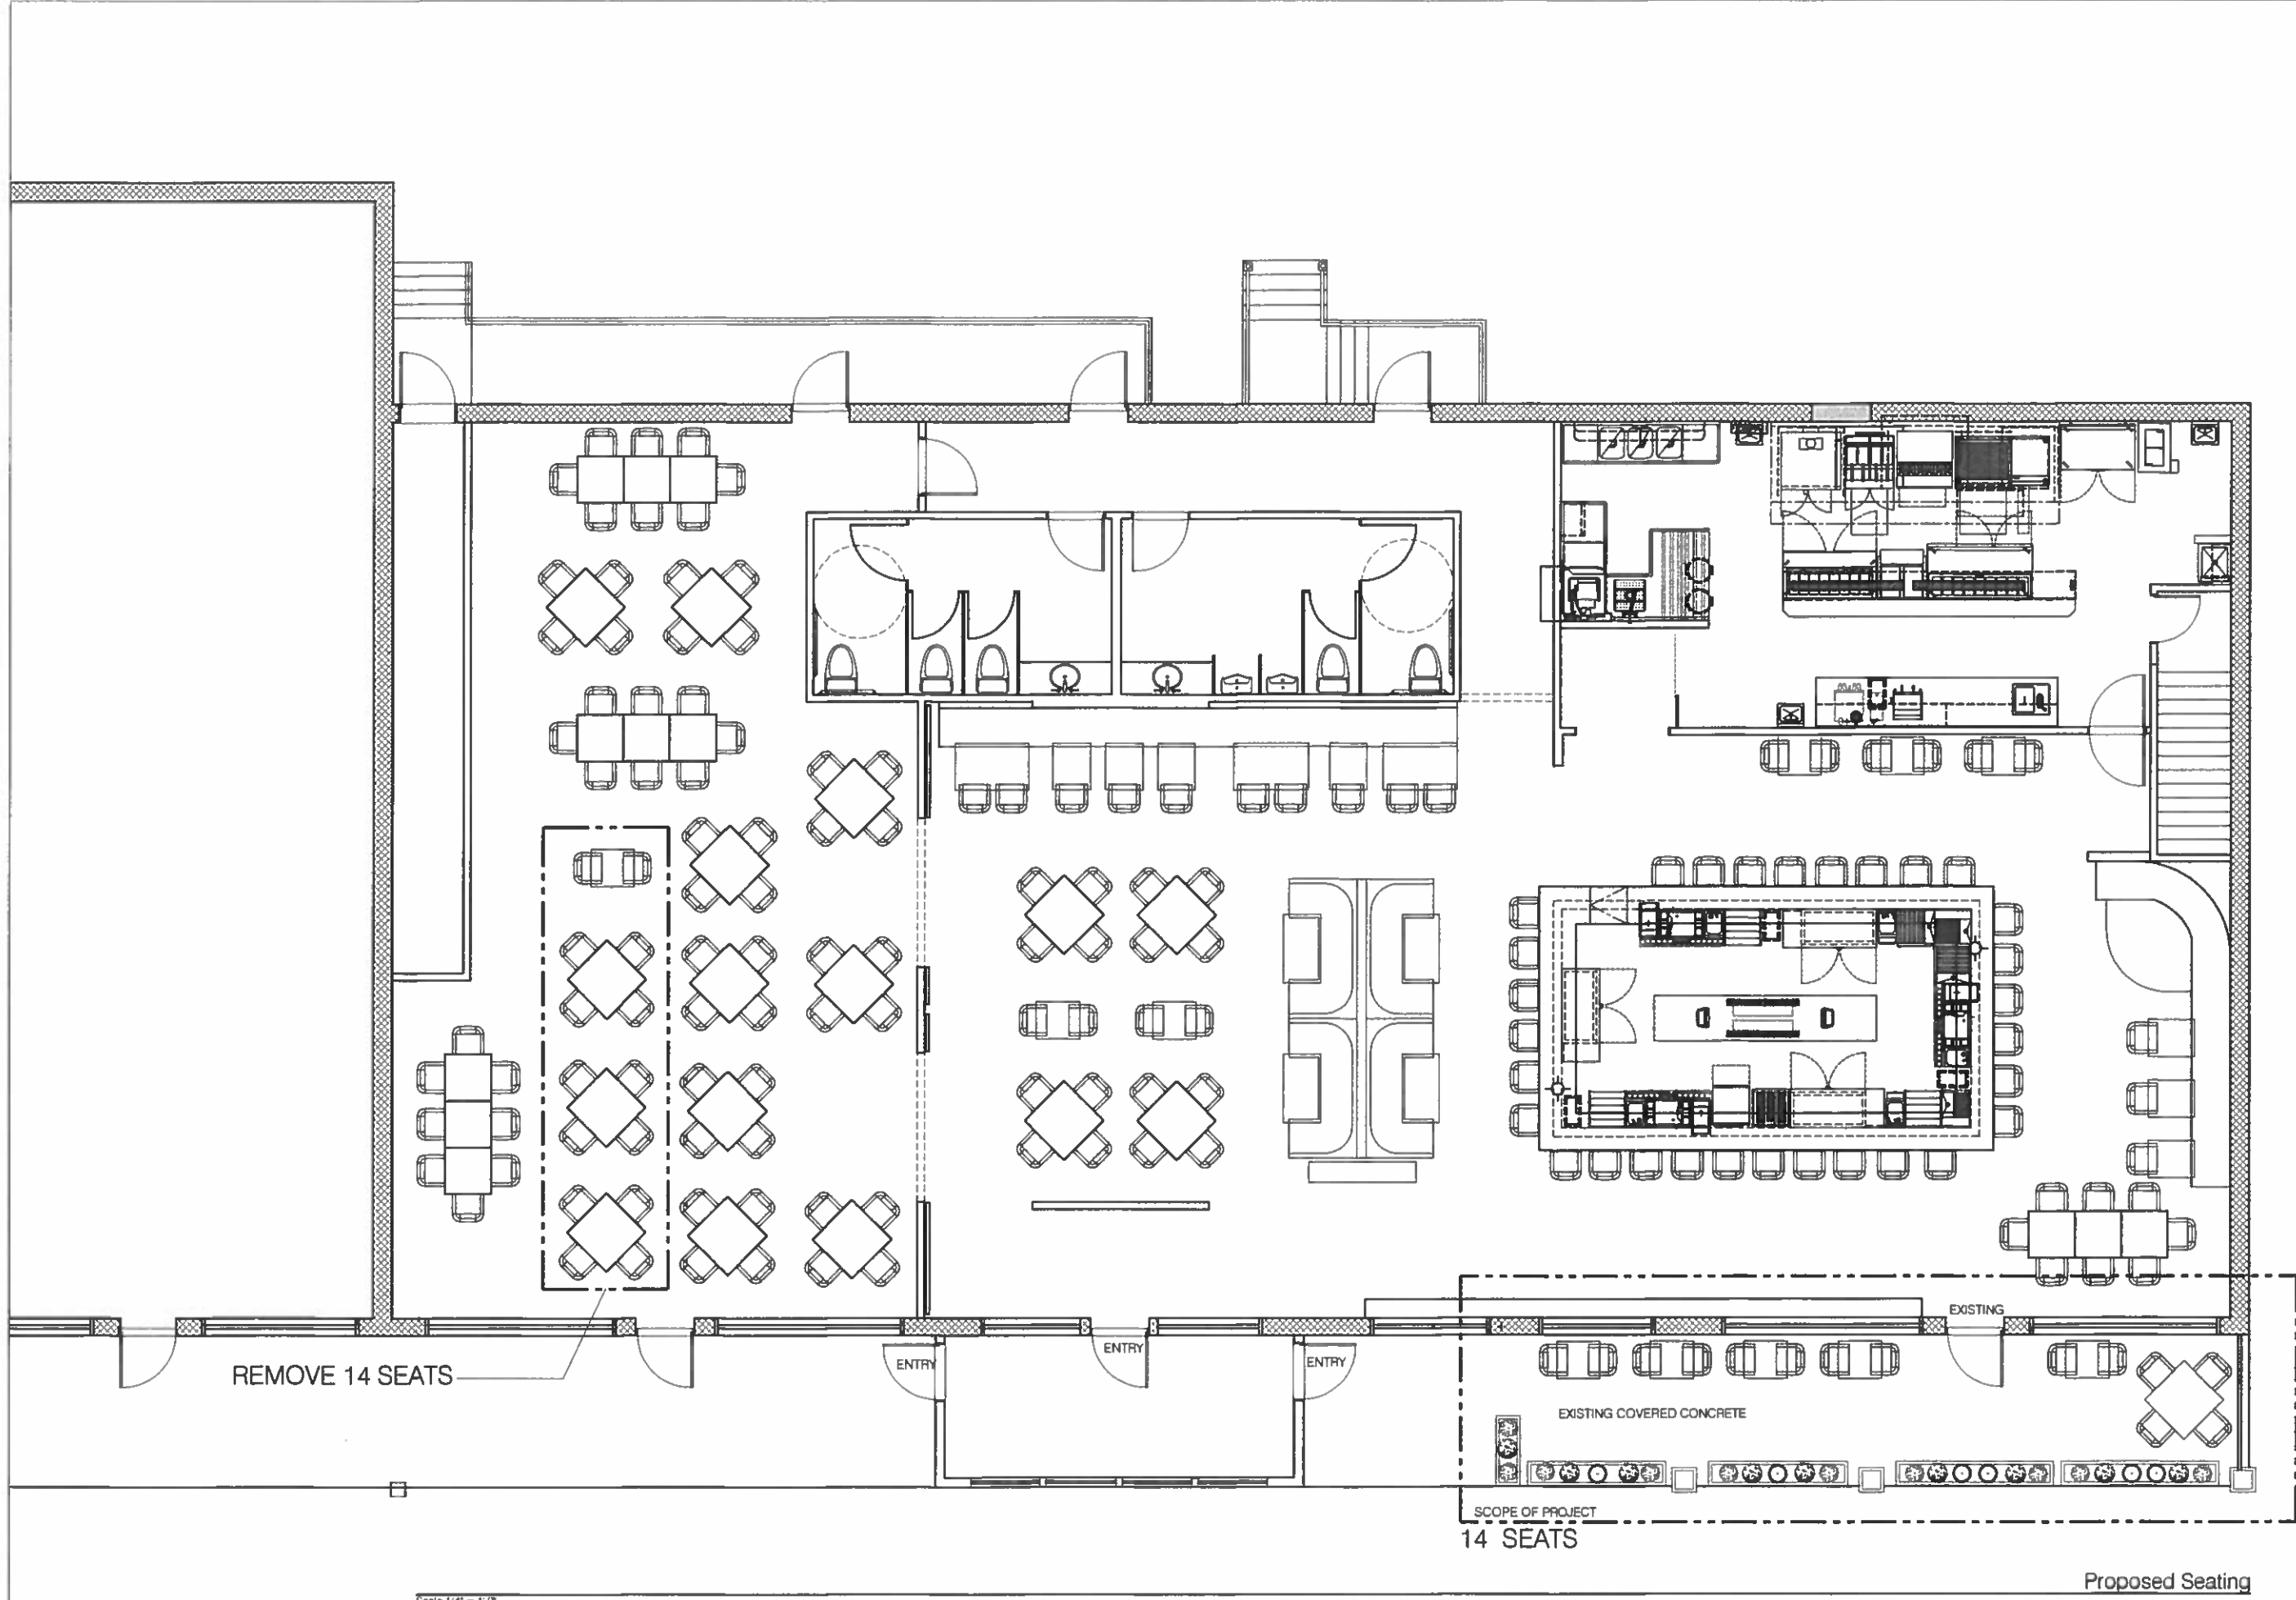 EXISTING
ENTRY
ENTRY
ENTRY
REMOVE 14 SEATS
EXISTING COVERED CONCRETE
SCOPE OF PROJECT
14 SEATS
Proposed Seating